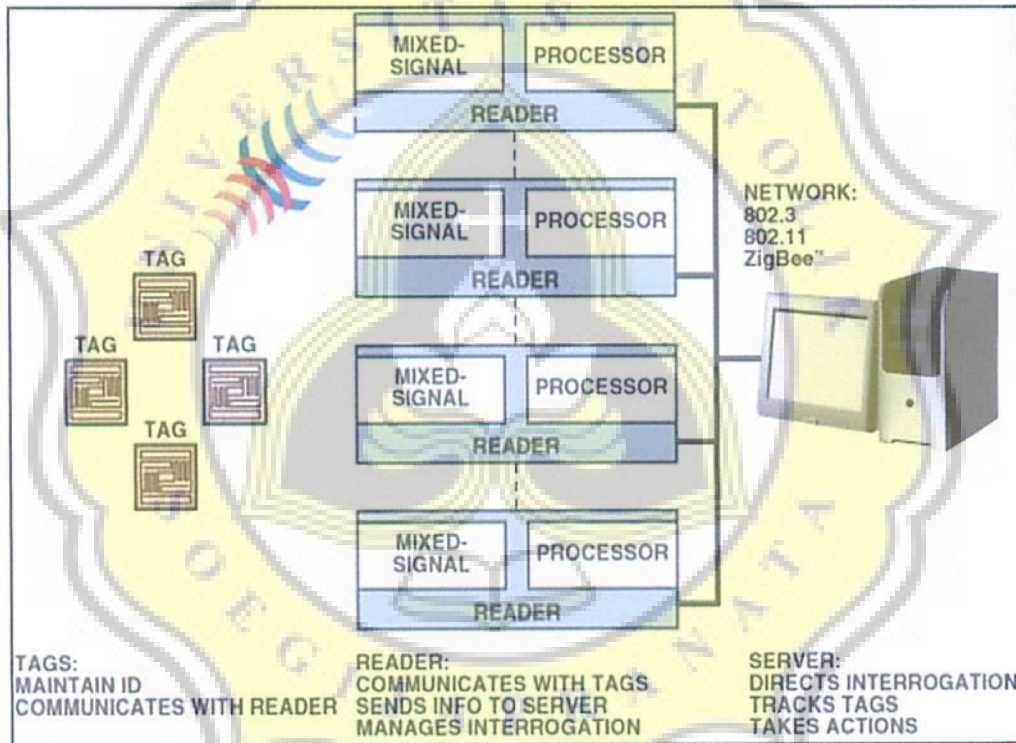 MIXED-
SIGNAL
PROCESSOR
READER
MIXED-
SIGNAL
PROCESSOR
READER
NETWORK:
802.3
802.11
ZigBee™
TAG
TAG
TAG
TAG
MIXED-
SIGNAL
PROCESSOR
READER
MIXED-
SIGNAL
PROCESSOR
READER
TAGS:
MAINTAIN ID
COMMUNICATES WITH READER
READER:
COMMUNICATES WITH TAGS
SENDS INFO TO SERVER
MANAGES INTERROGATION
SERVER:
DIRECTS INTERROGATION
TRACKS TAGS
TAKES ACTIONS